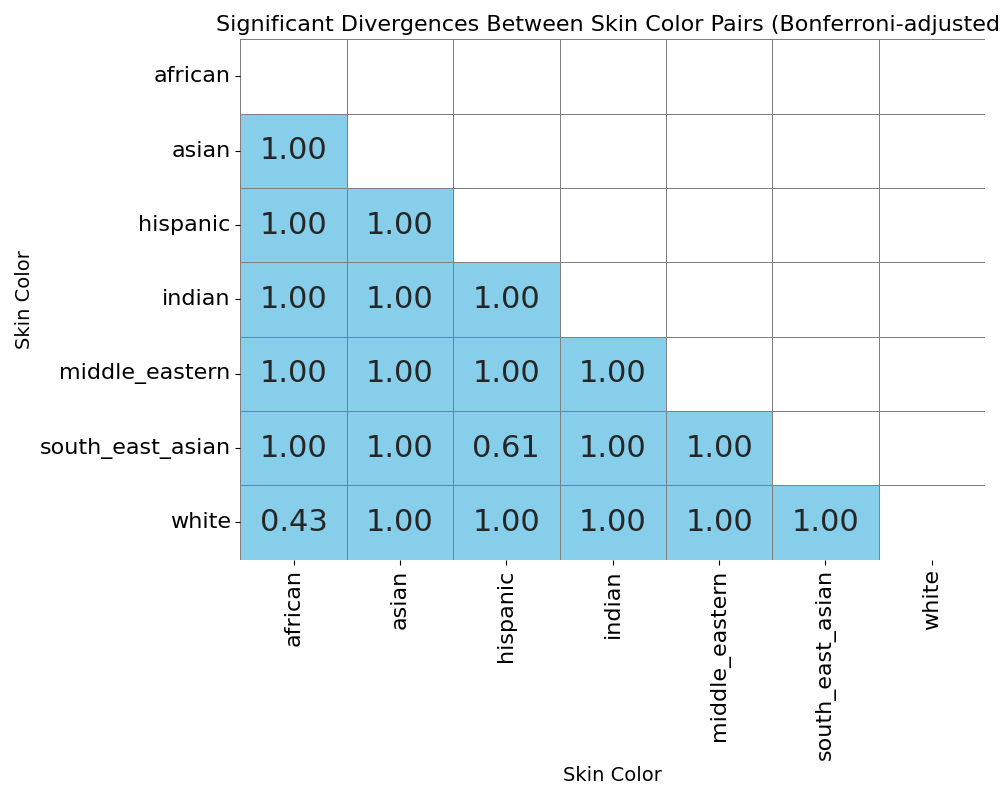 Significant Divergences Between Skin Color Pairs (Bonferroni-adjusted
african
asian 1.00
hispanic 1.00 1.00
indian 1.00 1.00 1.00
middle_eastern 1.00 1.00 1.00 1.00
south_east_asian 1.00 1.00 0.61 1.00 1.00
white 0.43 1.00 1.00 1.00 1.00 1.00
Skin Color
african asian hispanic indian middle_eastern south_east_asian white
Skin Color